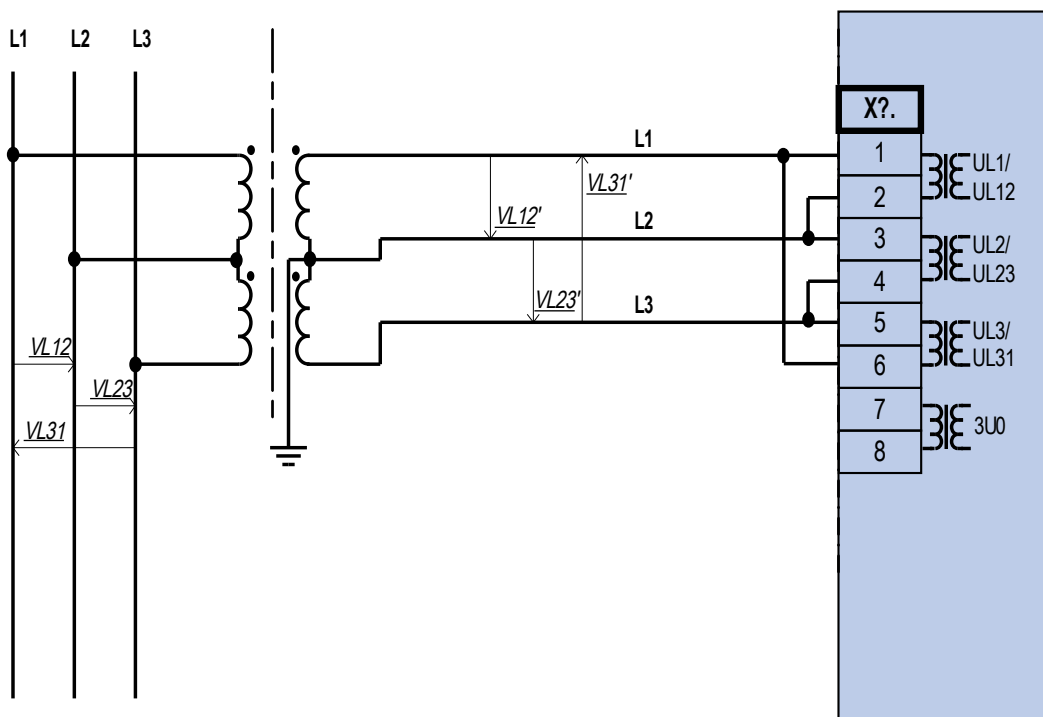 L1 L2 L3
X?.
L1
1
UL1/
VL31'
2
UL12
VL12'
L2
3
UL2/
4
UL23
VL23'
L3
5
UL3/
VL12
6
UL31
VL23
7
3U0
VL31
8